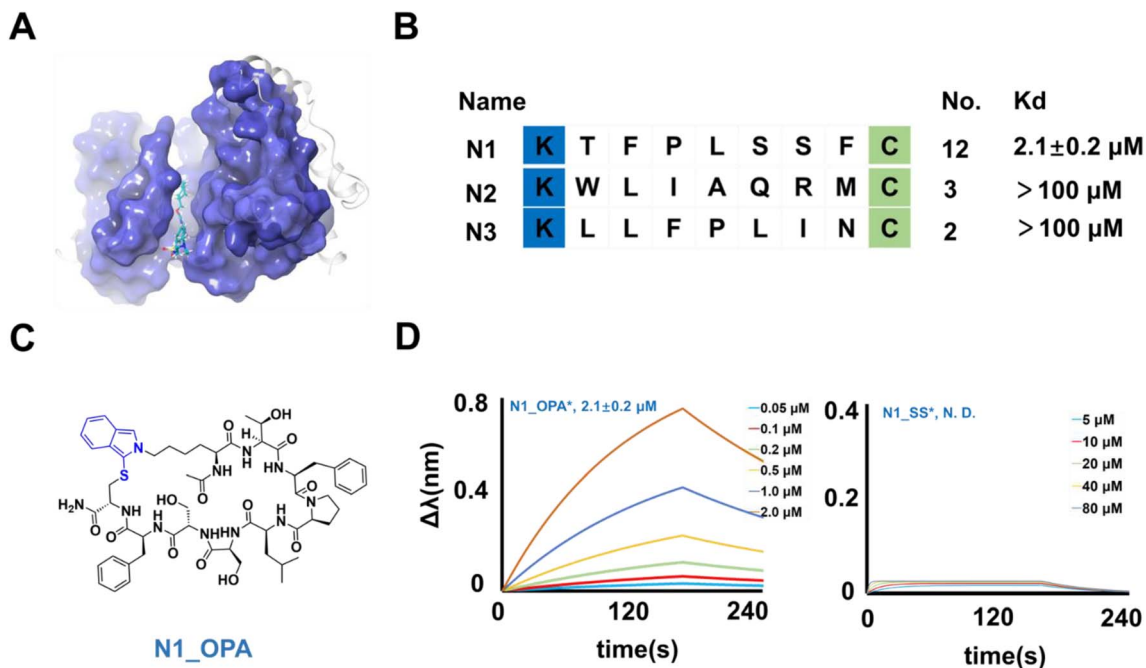 A
B
Name No. Kd
N1 K T F P L S S F C 12 2.1±0.2 μM
N2 K W L I A Q R M C 3 > 100 μM
N3 K L L F P L I N C 2 > 100 μM
C
OH
O
H
N
O
N
N
H
N
H
O
O
S
O
N
HO
H2N
O
O
H
N
N
H
O
O
N
H
H
N
O
N
H
O
HO
N1_OPA
D
Δλ(nm)
0.8
0.4
0
0 120 240
time(s)
N1_OPA*, 2.1±0.2 μM
0.05 μM
0.1 μM
0.2 μM
0.5 μM
1.0 μM
2.0 μM
0.4
0.2
0
0 120 240
time(s)
N1_SS*, N. D.
5 μM
10 μM
20 μM
40 μM
80 μM